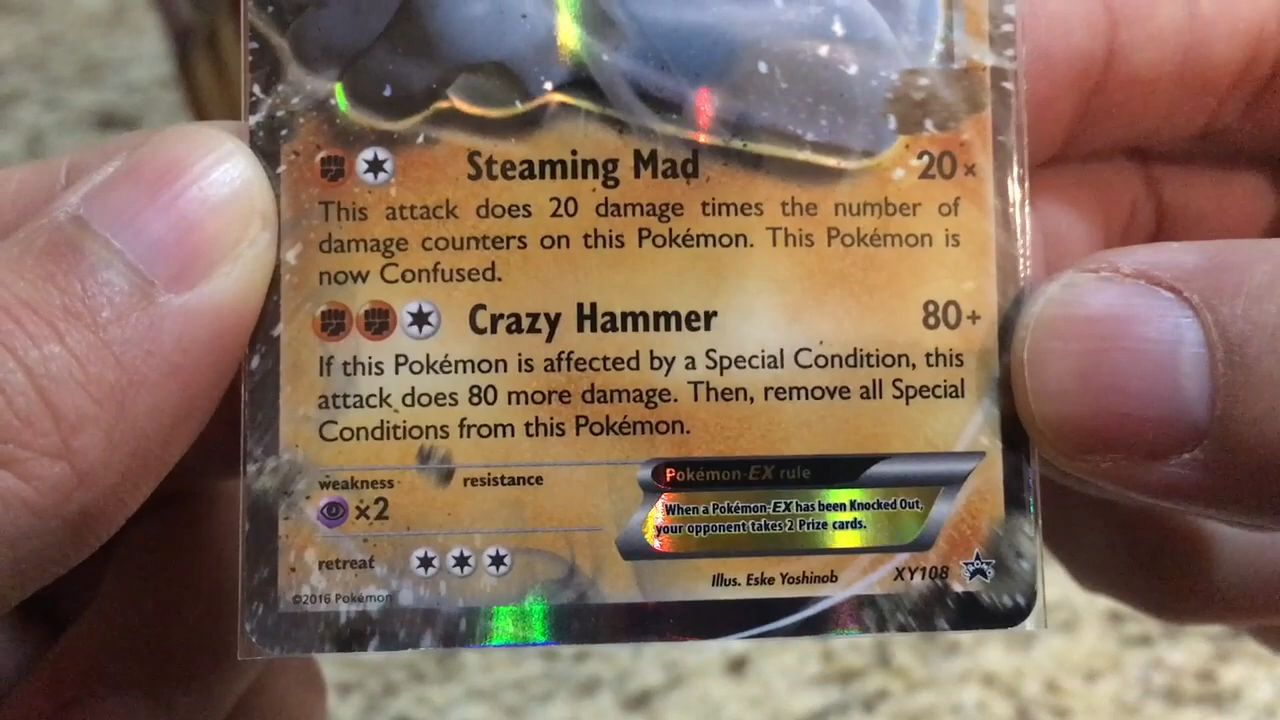 Steaming Mad 20×
This attack does 20 damage times the number of
damage counters on this Pokémon. This Pokémon is
now Confused.
Crazy Hammer 80+
If this Pokémon is affected by a Special Condition, this
attack does 80 more damage. Then, remove all Special
Conditions from this Pokémon.
weakness resistance
×2
Pokémon-EX rule
When a Pokémon-EX has been Knocked Out,
your opponent takes 2 Prize cards.
retreat
Illus. Eske Yoshinob XY108 PROMO
©2016 Pokémon